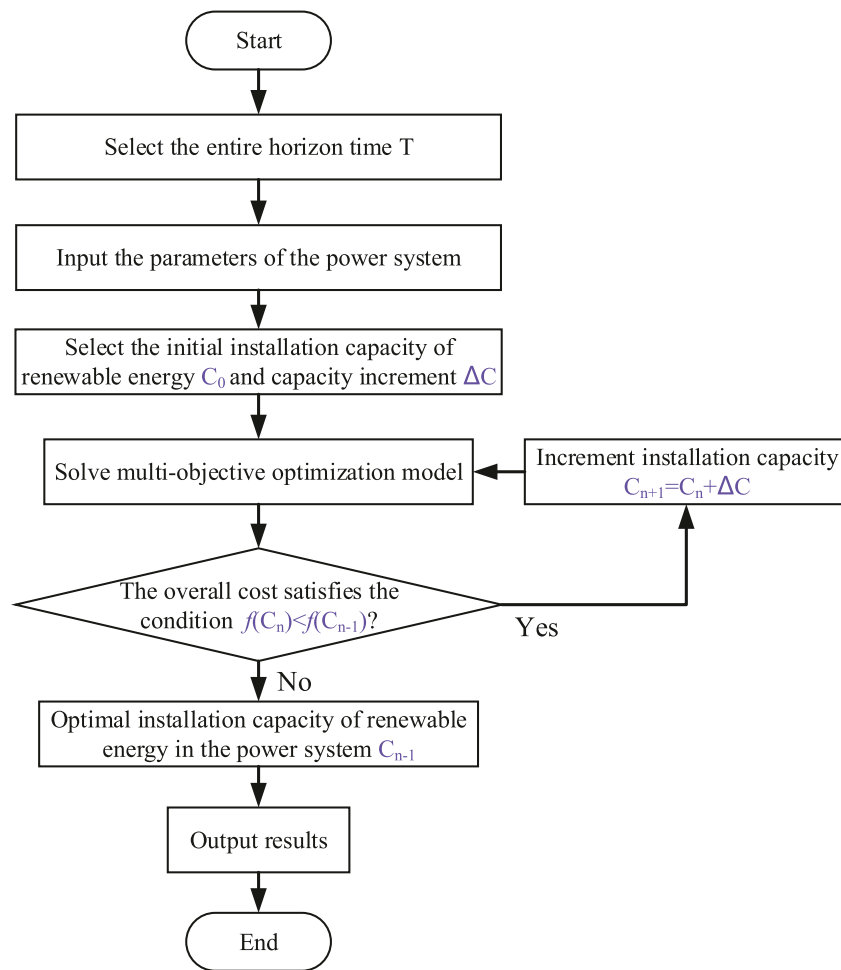 Start
Select the entire horizon time T
Input the parameters of the power system
Select the initial installation capacity of
renewable energy C₀ and capacity increment ΔC
Solve multi-objective optimization model
Increment installation capacity
Cₙ₊₁=Cₙ+ΔC
The overall cost satisfies the
condition f(Cₙ)<f(Cₙ₋₁)?
Yes
No
Optimal installation capacity of renewable
energy in the power system Cₙ₋₁
Output results
End